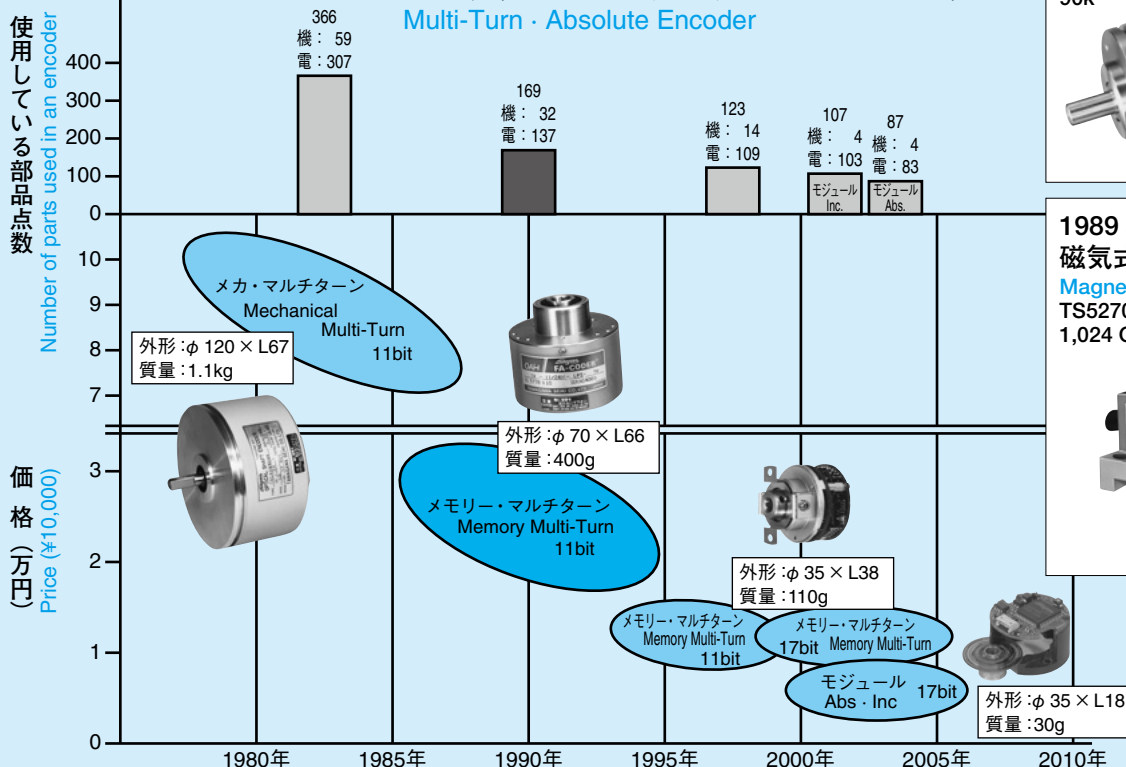 Multi-Turn · Absolute Encoder
使用している部品点数
Number of parts used in an encoder
400
300
200
100
0
366
機： 59
電：307
169
機： 32
電：137
123
機： 14
電：109
107
機： 4
電：103
モジュール
Inc.
87
機： 4
電：83
モジュール
Abs.
10
9
8
7
メカ・マルチターン
Mechanical
Multi-Turn
11bit
外形：φ 120 × L67
質量：1.1kg
FA-CODER
外形：φ 70 × L66
質量：400g
価 格 （万円）
Price (¥10,000)
3
2
1
0
メモリー・マルチターン
Memory Multi-Turn
11bit
外形：φ 35 × L38
質量：110g
メモリー・マルチターン
Memory Multi-Turn
11bit
メモリー・マルチターン
17bit Memory Multi-Turn
モジュール 17bit
Abs · Inc
外形：φ 35 × L18
質量：30g
1980年
1985年
1990年
1995年
2000年
2005年
2010年
1989
磁気式
Magne
TS5270
1,024